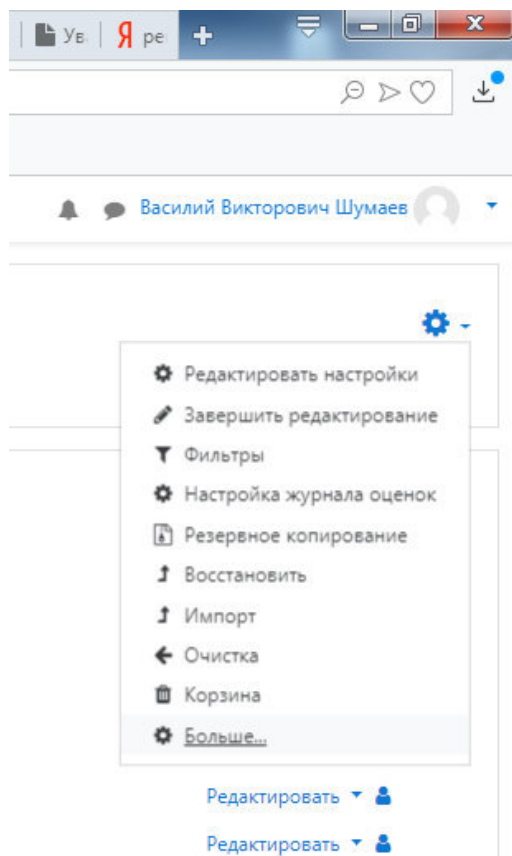 Ув Я ре
Василий Викторович Шумаев
Редактировать настройки
Завершить редактирование
Фильтры
Настройка журнала оценок
Резервное копирование
Восстановить
Импорт
Очистка
Корзина
Больше...
Редактировать
Редактировать